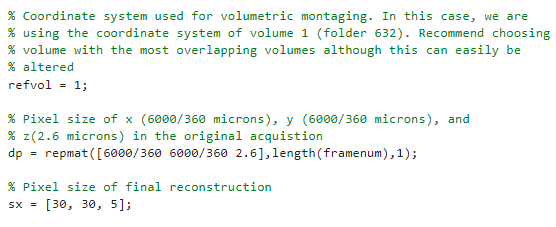 % Coordinate system used for volumetric montaging. In this case, we are
% using the coordinate system of volume 1 (folder 632). Recommend choosing
% volume with the most overlapping volumes although this can easily be
% altered
refvol = 1;
% Pixel size of x (6000/360 microns), y (6000/360 microns), and
% z(2.6 microns) in the original acquistion
dp = repmat([6000/360 6000/360 2.6],length(framenum),1);
% Pixel size of final reconstruction
sx = [30, 30, 5];